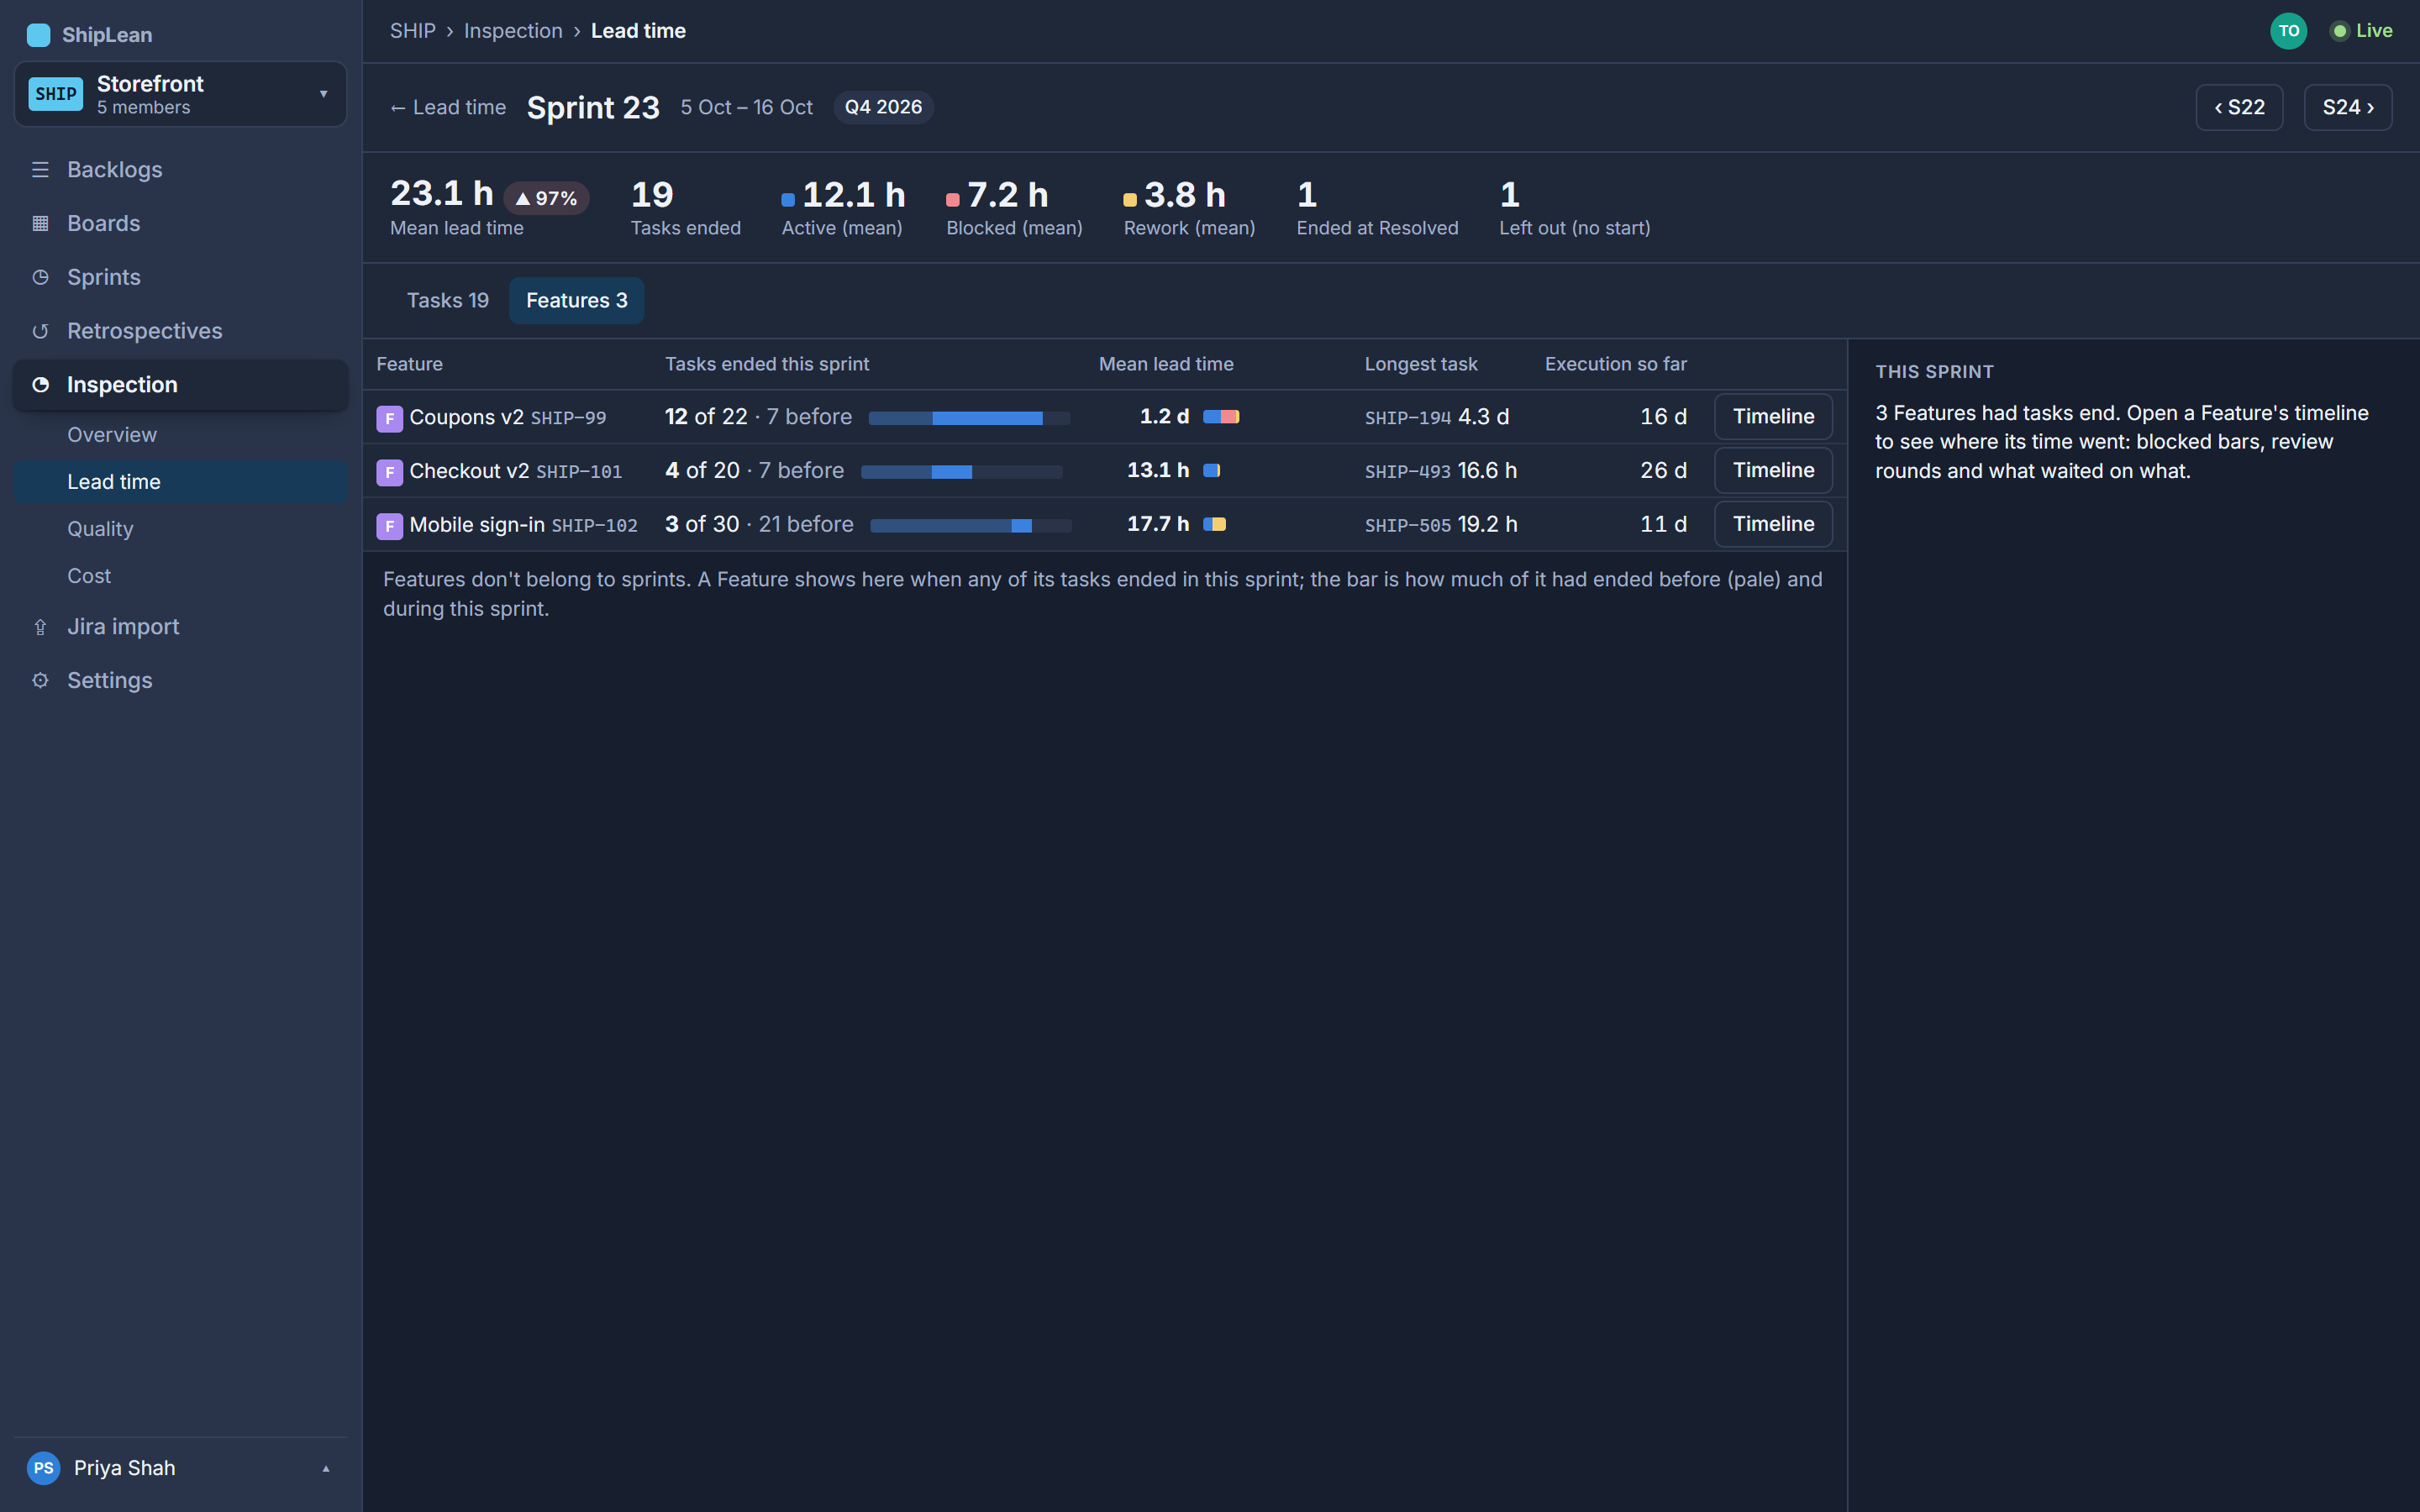 ShipLean
SHIP Storefront
5 members
Backlogs
Boards
Sprints
Retrospectives
Inspection
Overview
Lead time
Quality
Cost
Jira import
Settings
PS Priya Shah
SHIP › Inspection › Lead time
TO Live
← Lead time Sprint 23 5 Oct – 16 Oct Q4 2026
‹ S22 S24 ›
23.1 h ▲ 97% 19 12.1 h 7.2 h 3.8 h 1 1
Mean lead time Tasks ended Active (mean) Blocked (mean) Rework (mean) Ended at Resolved Left out (no start)
Tasks 19 Features 3
Feature Tasks ended this sprint Mean lead time Longest task Execution so far
F Coupons v2 SHIP-99 12 of 22 · 7 before 1.2 d SHIP-194 4.3 d 16 d Timeline
F Checkout v2 SHIP-101 4 of 20 · 7 before 13.1 h SHIP-493 16.6 h 26 d Timeline
F Mobile sign-in SHIP-102 3 of 30 · 21 before 17.7 h SHIP-505 19.2 h 11 d Timeline
Features don't belong to sprints. A Feature shows here when any of its tasks ended in this sprint; the bar is how much of it had ended before (pale) and
during this sprint.
THIS SPRINT
3 Features had tasks end. Open a Feature's timeline
to see where its time went: blocked bars, review
rounds and what waited on what.